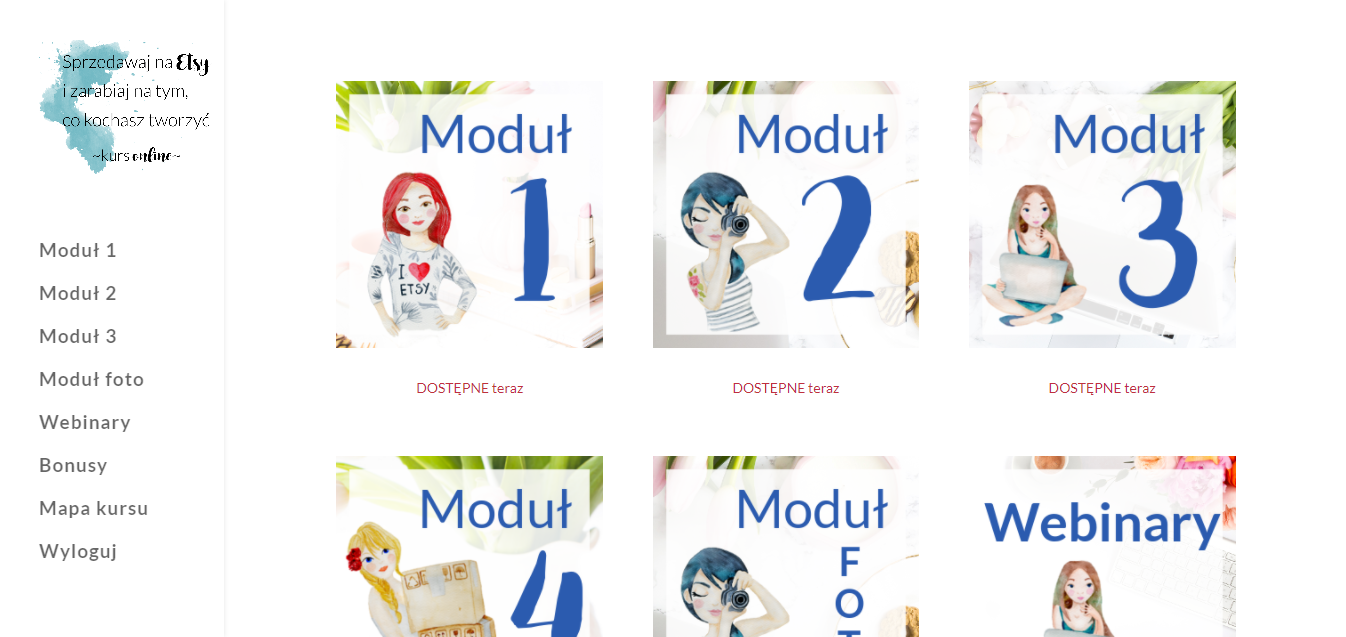 Sprzedawaj na Etsy
i zarabiaj na tym,
co kochasz tworzyć
~kurs online~
Moduł 1
Moduł 2
Moduł 3
Moduł foto
Webinary
Bonusy
Mapa kursu
Wyloguj
Moduł
1
I ETSY
DOSTĘPNE teraz
Moduł
2
DOSTĘPNE teraz
Moduł
3
DOSTĘPNE teraz
Moduł
4
Moduł
F
O
T
Webinary